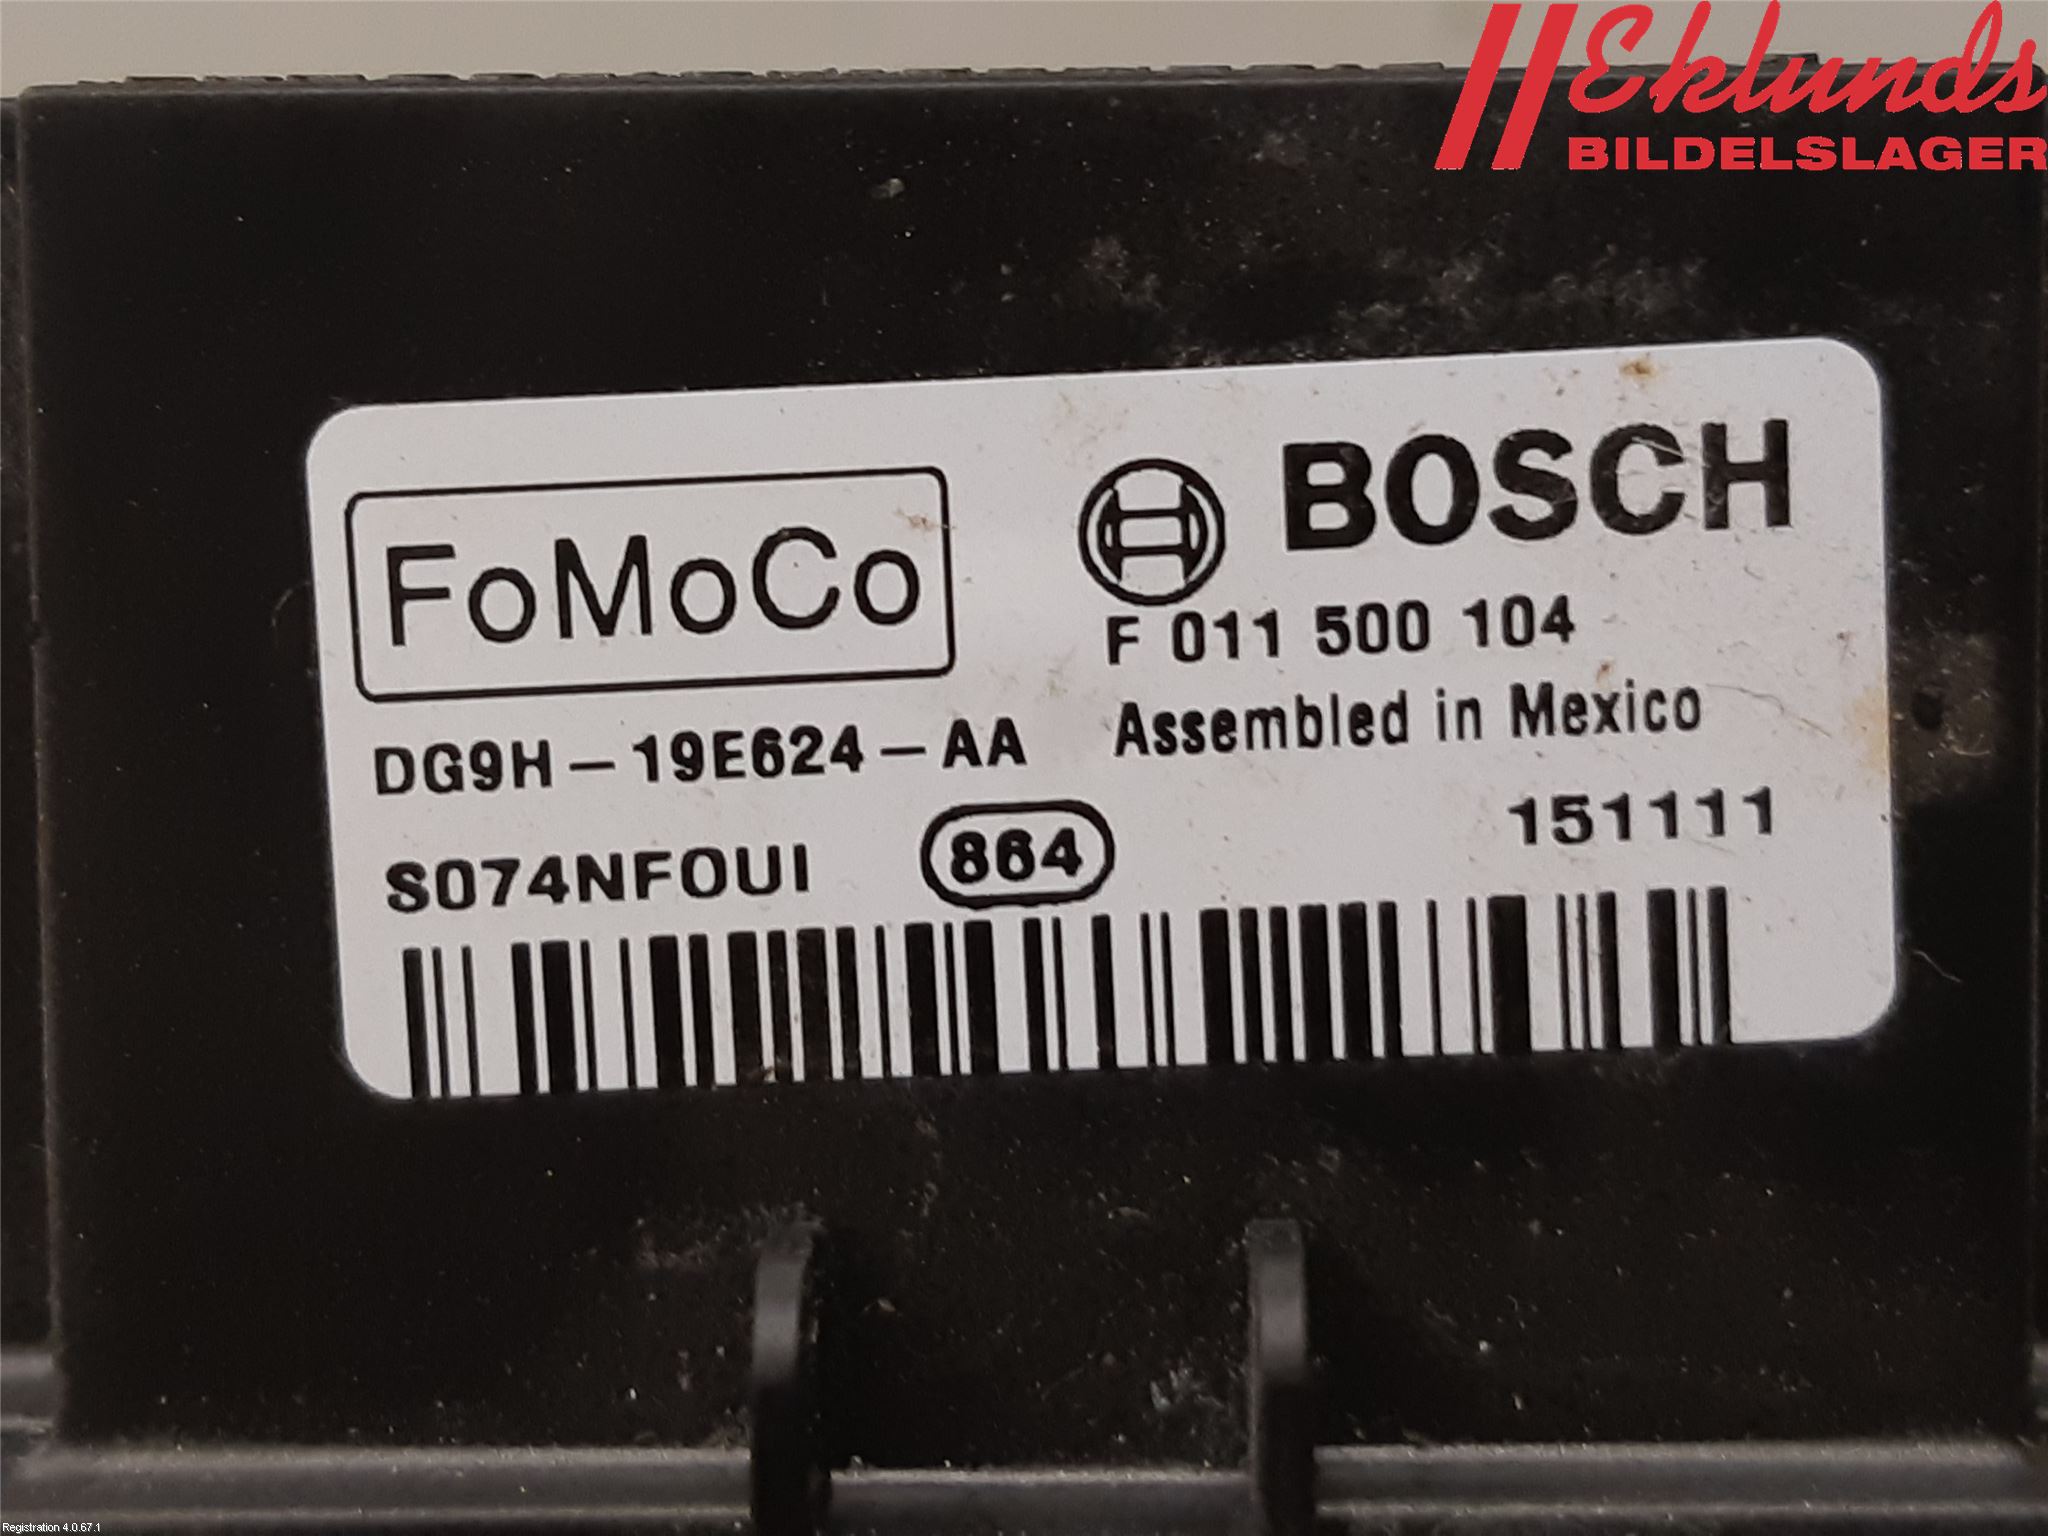 Eklunds
BILDELSLAGER
FoMoCo
BOSCH
F 011 500 104
DG9H-19E624-AA
Assembled in Mexico
S074NFOUI
864
151111
Registration 4.0.67.1